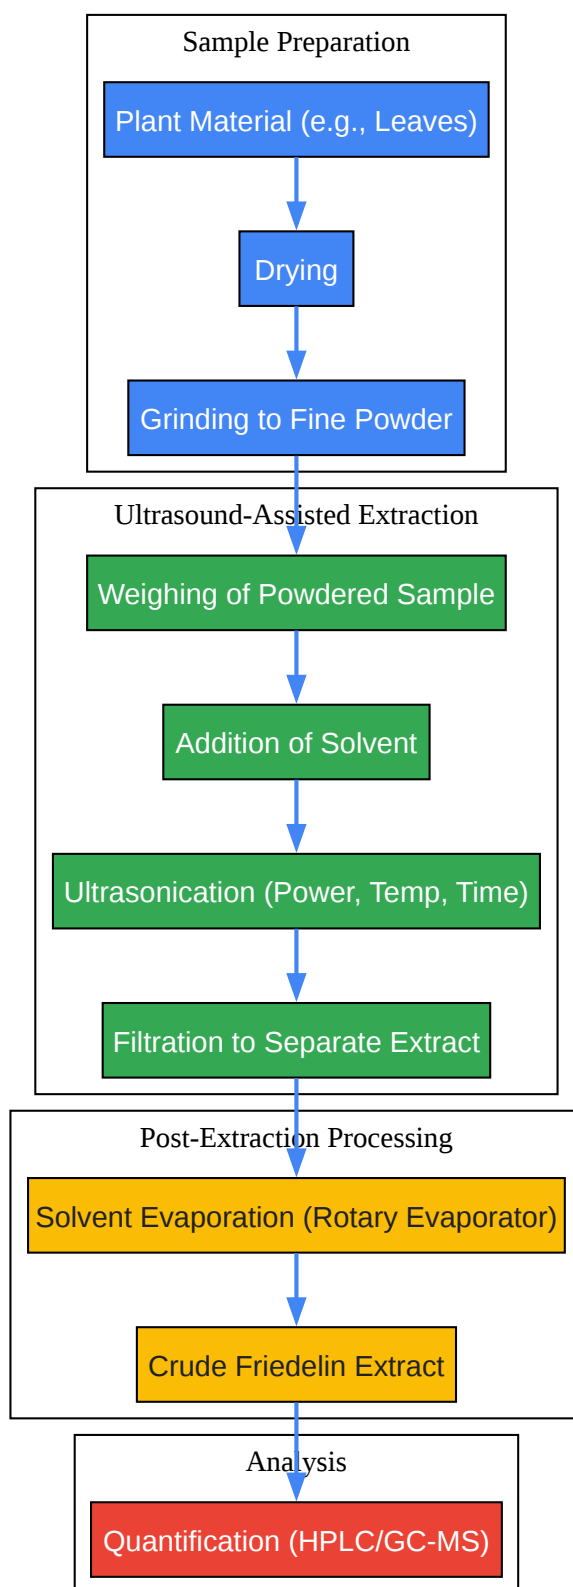 Sample Preparation
Plant Material (e.g., Leaves)
Drying
Grinding to Fine Powder
Ultrasound-Assisted Extraction
Weighing of Powdered Sample
Addition of Solvent
Ultrasonication (Power, Temp, Time)
Filtration to Separate Extract
Post-Extraction Processing
Solvent Evaporation (Rotary Evaporator)
Crude Friedelin Extract
Analysis
Quantification (HPLC/GC-MS)